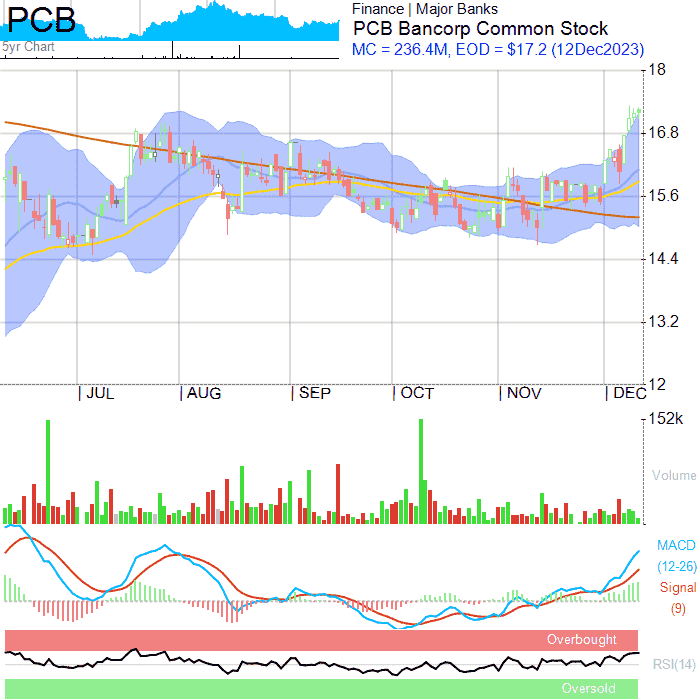 PCB
5yr Chart
Finance | Major Banks
PCB Bancorp Common Stock
MC = 236.4M, EOD = $17.2 (12Dec2023)
18
16.8
15.6
14.4
13.2
12
| JUL | AUG | SEP | OCT | NOV | DEC
152k
Volume
MACD
(12-26)
Signal
(9)
Overbought
RSI(14)
Oversold